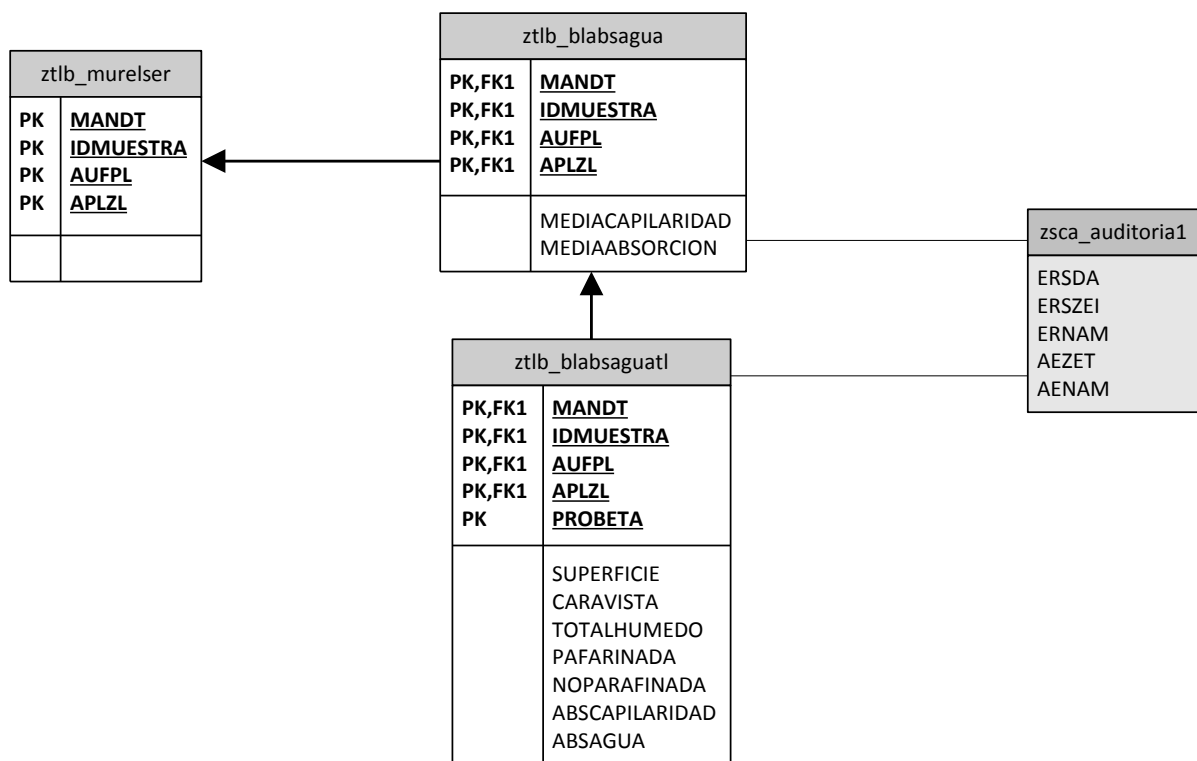 ztlb_murelser
PK MANDT
PK IDMUESTRA
PK AUFPL
PK APLZL
ztlb_blabsagua
PK,FK1 MANDT
PK,FK1 IDMUESTRA
PK,FK1 AUFPL
PK,FK1 APLZL
MEDIACAPILARIDAD
MEDIAABSORCION
zsca_auditoria1
ERSDA
ERSZEI
ERNAM
AEZET
AENAM
ztlb_blabsaguatl
PK,FK1 MANDT
PK,FK1 IDMUESTRA
PK,FK1 AUFPL
PK,FK1 APLZL
PK PROBETA
SUPERFICIE
CARAVISTA
TOTALHUMEDO
PAFARINADA
NOPARAFINADA
ABSCAPILARIDAD
ABSAGUA